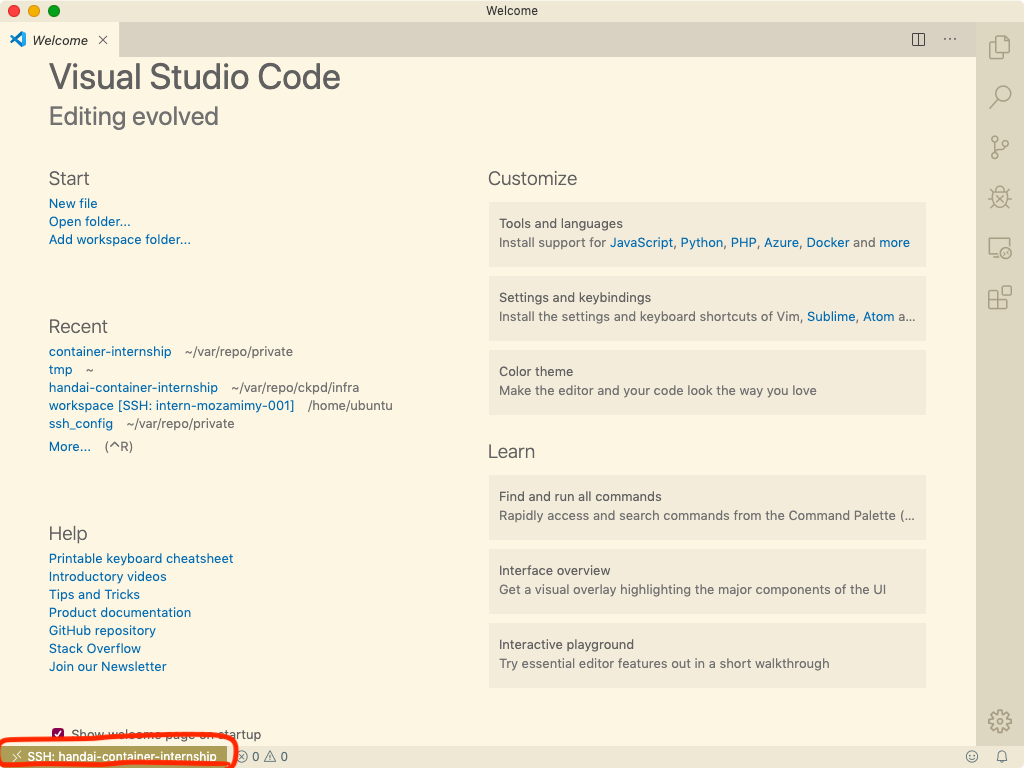 Welcome
Welcome
Visual Studio Code
Editing evolved
Start
New file
Open folder...
Add workspace folder...
Recent
container-internship ~/var/repo/private
tmp ~
handai-container-internship ~/var/repo/ckpd/infra
workspace [SSH: intern-mozamimy-001] /home/ubuntu
ssh_config ~/var/repo/private
More... (^R)
Help
Printable keyboard cheatsheet
Introductory videos
Tips and Tricks
Product documentation
GitHub repository
Stack Overflow
Join our Newsletter
Show welcome page on startup
Customize
Tools and languages
Install support for JavaScript, Python, PHP, Azure, Docker and more
Settings and keybindings
Install the settings and keyboard shortcuts of Vim, Sublime, Atom a...
Color theme
Make the editor and your code look the way you love
Learn
Find and run all commands
Rapidly access and search commands from the Command Palette (...
Interface overview
Get a visual overlay highlighting the major components of the UI
Interactive playground
Try essential editor features out in a short walkthrough
SSH: handai-container-internship 0 0